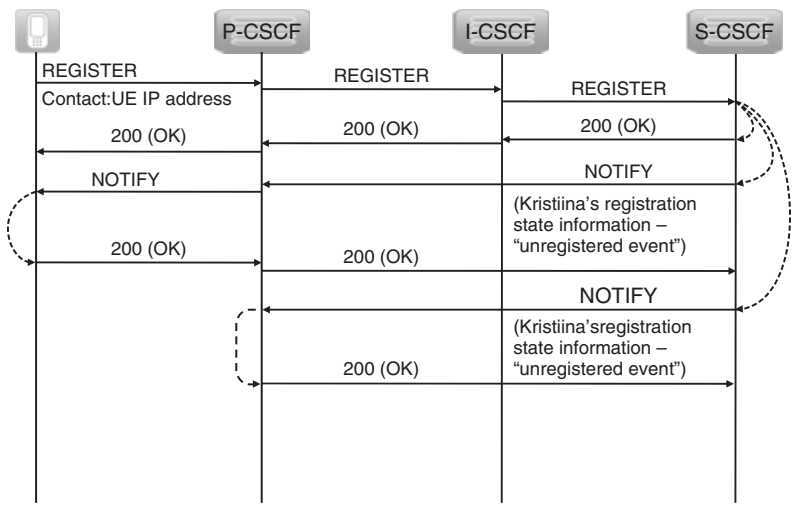 P-CSCF
I-CSCF
S-CSCF
REGISTER
Contact:UE IP address
REGISTER
REGISTER
200 (OK)
200 (OK)
200 (OK)
NOTIFY
NOTIFY
(Kristiina's registration
state information –
“unregistered event”)
200 (OK)
200 (OK)
NOTIFY
(Kristiina'sregistration
state information –
“unregistered event”)
200 (OK)